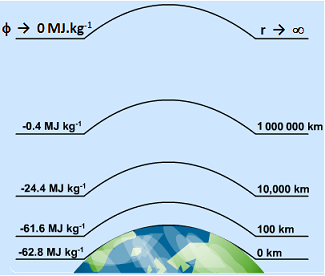 ϕ → 0 MJ.kg⁻¹ r → ∞
-0.4 MJ kg⁻¹ 1 000 000 km
-24.4 MJ kg⁻¹ 10,000 km
-61.6 MJ kg⁻¹ 100 km
-62.8 MJ kg⁻¹ 0 km